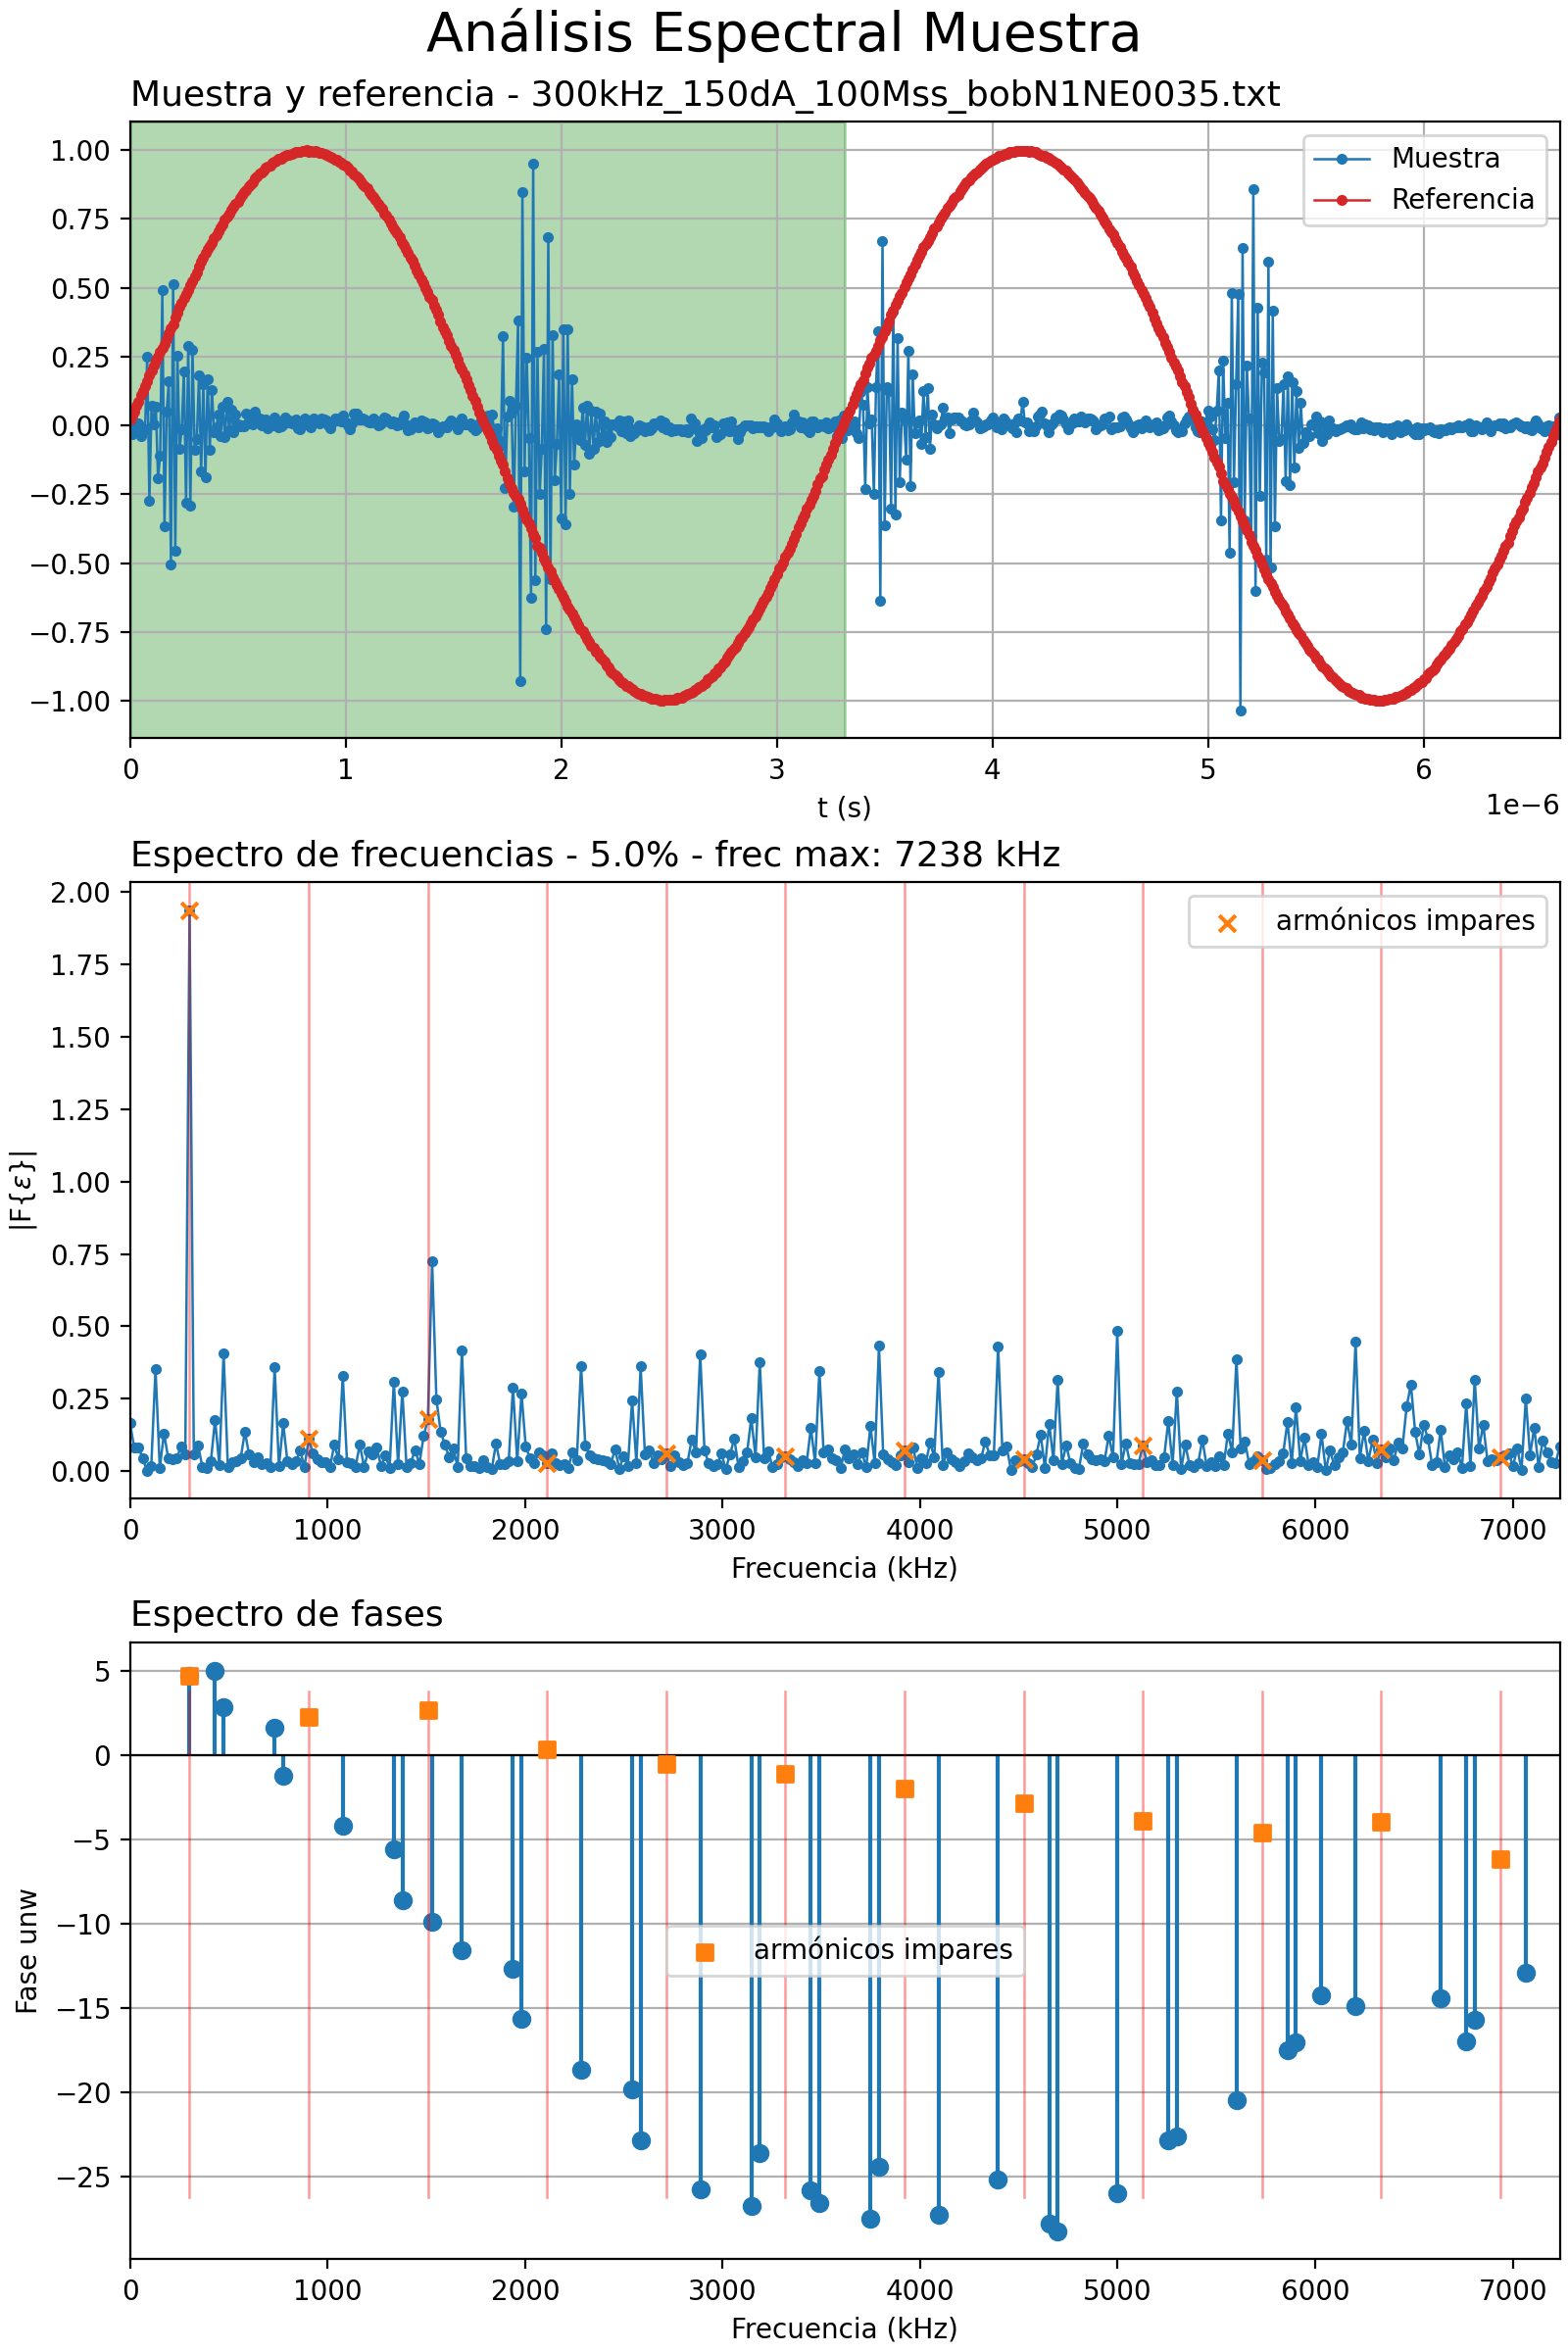 Análisis Espectral Muestra
Muestra y referencia - 300kHz_150dA_100Mss_bobN1NE0035.txt
1.00
0.75
0.50
0.25
0.00
−0.25
−0.50
−0.75
−1.00
Muestra
Referencia
0 1 2 3 4 5 6
t (s)
1e−6
Espectro de frecuencias - 5.0% - frec max: 7238 kHz
2.00
1.75
1.50
1.25
1.00
0.75
0.50
0.25
0.00
|F{ε}|
armónicos impares
0 1000 2000 3000 4000 5000 6000 7000
Frecuencia (kHz)
Espectro de fases
5
0
−5
−10
−15
−20
−25
Fase unw
armónicos impares
0 1000 2000 3000 4000 5000 6000 7000
Frecuencia (kHz)